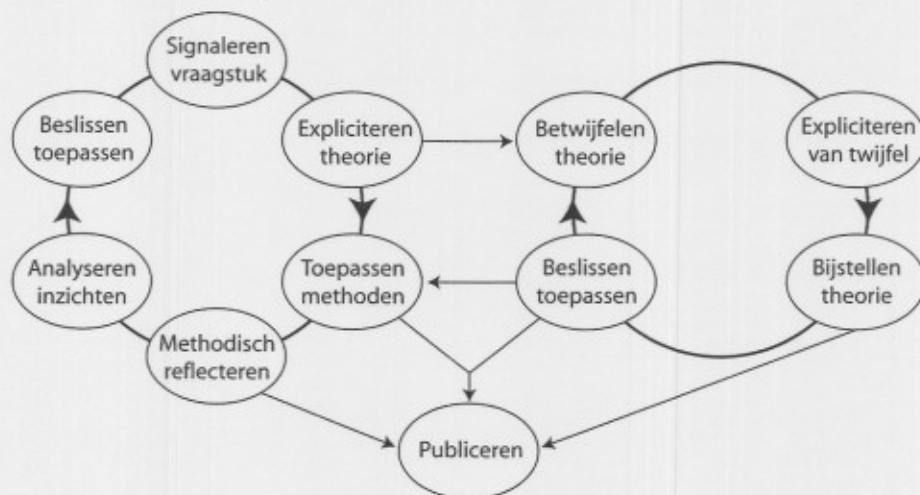 Signaleren
vraagstuk
Beslissen
toepassen
Expliciteren
theorie
Betwijfelen
theorie
Expliciteren
van twijfel
Analyseren
inzichten
Toepassen
methoden
Beslissen
toepassen
Bijstellen
theorie
Methodisch
reflecteren
Publiceren